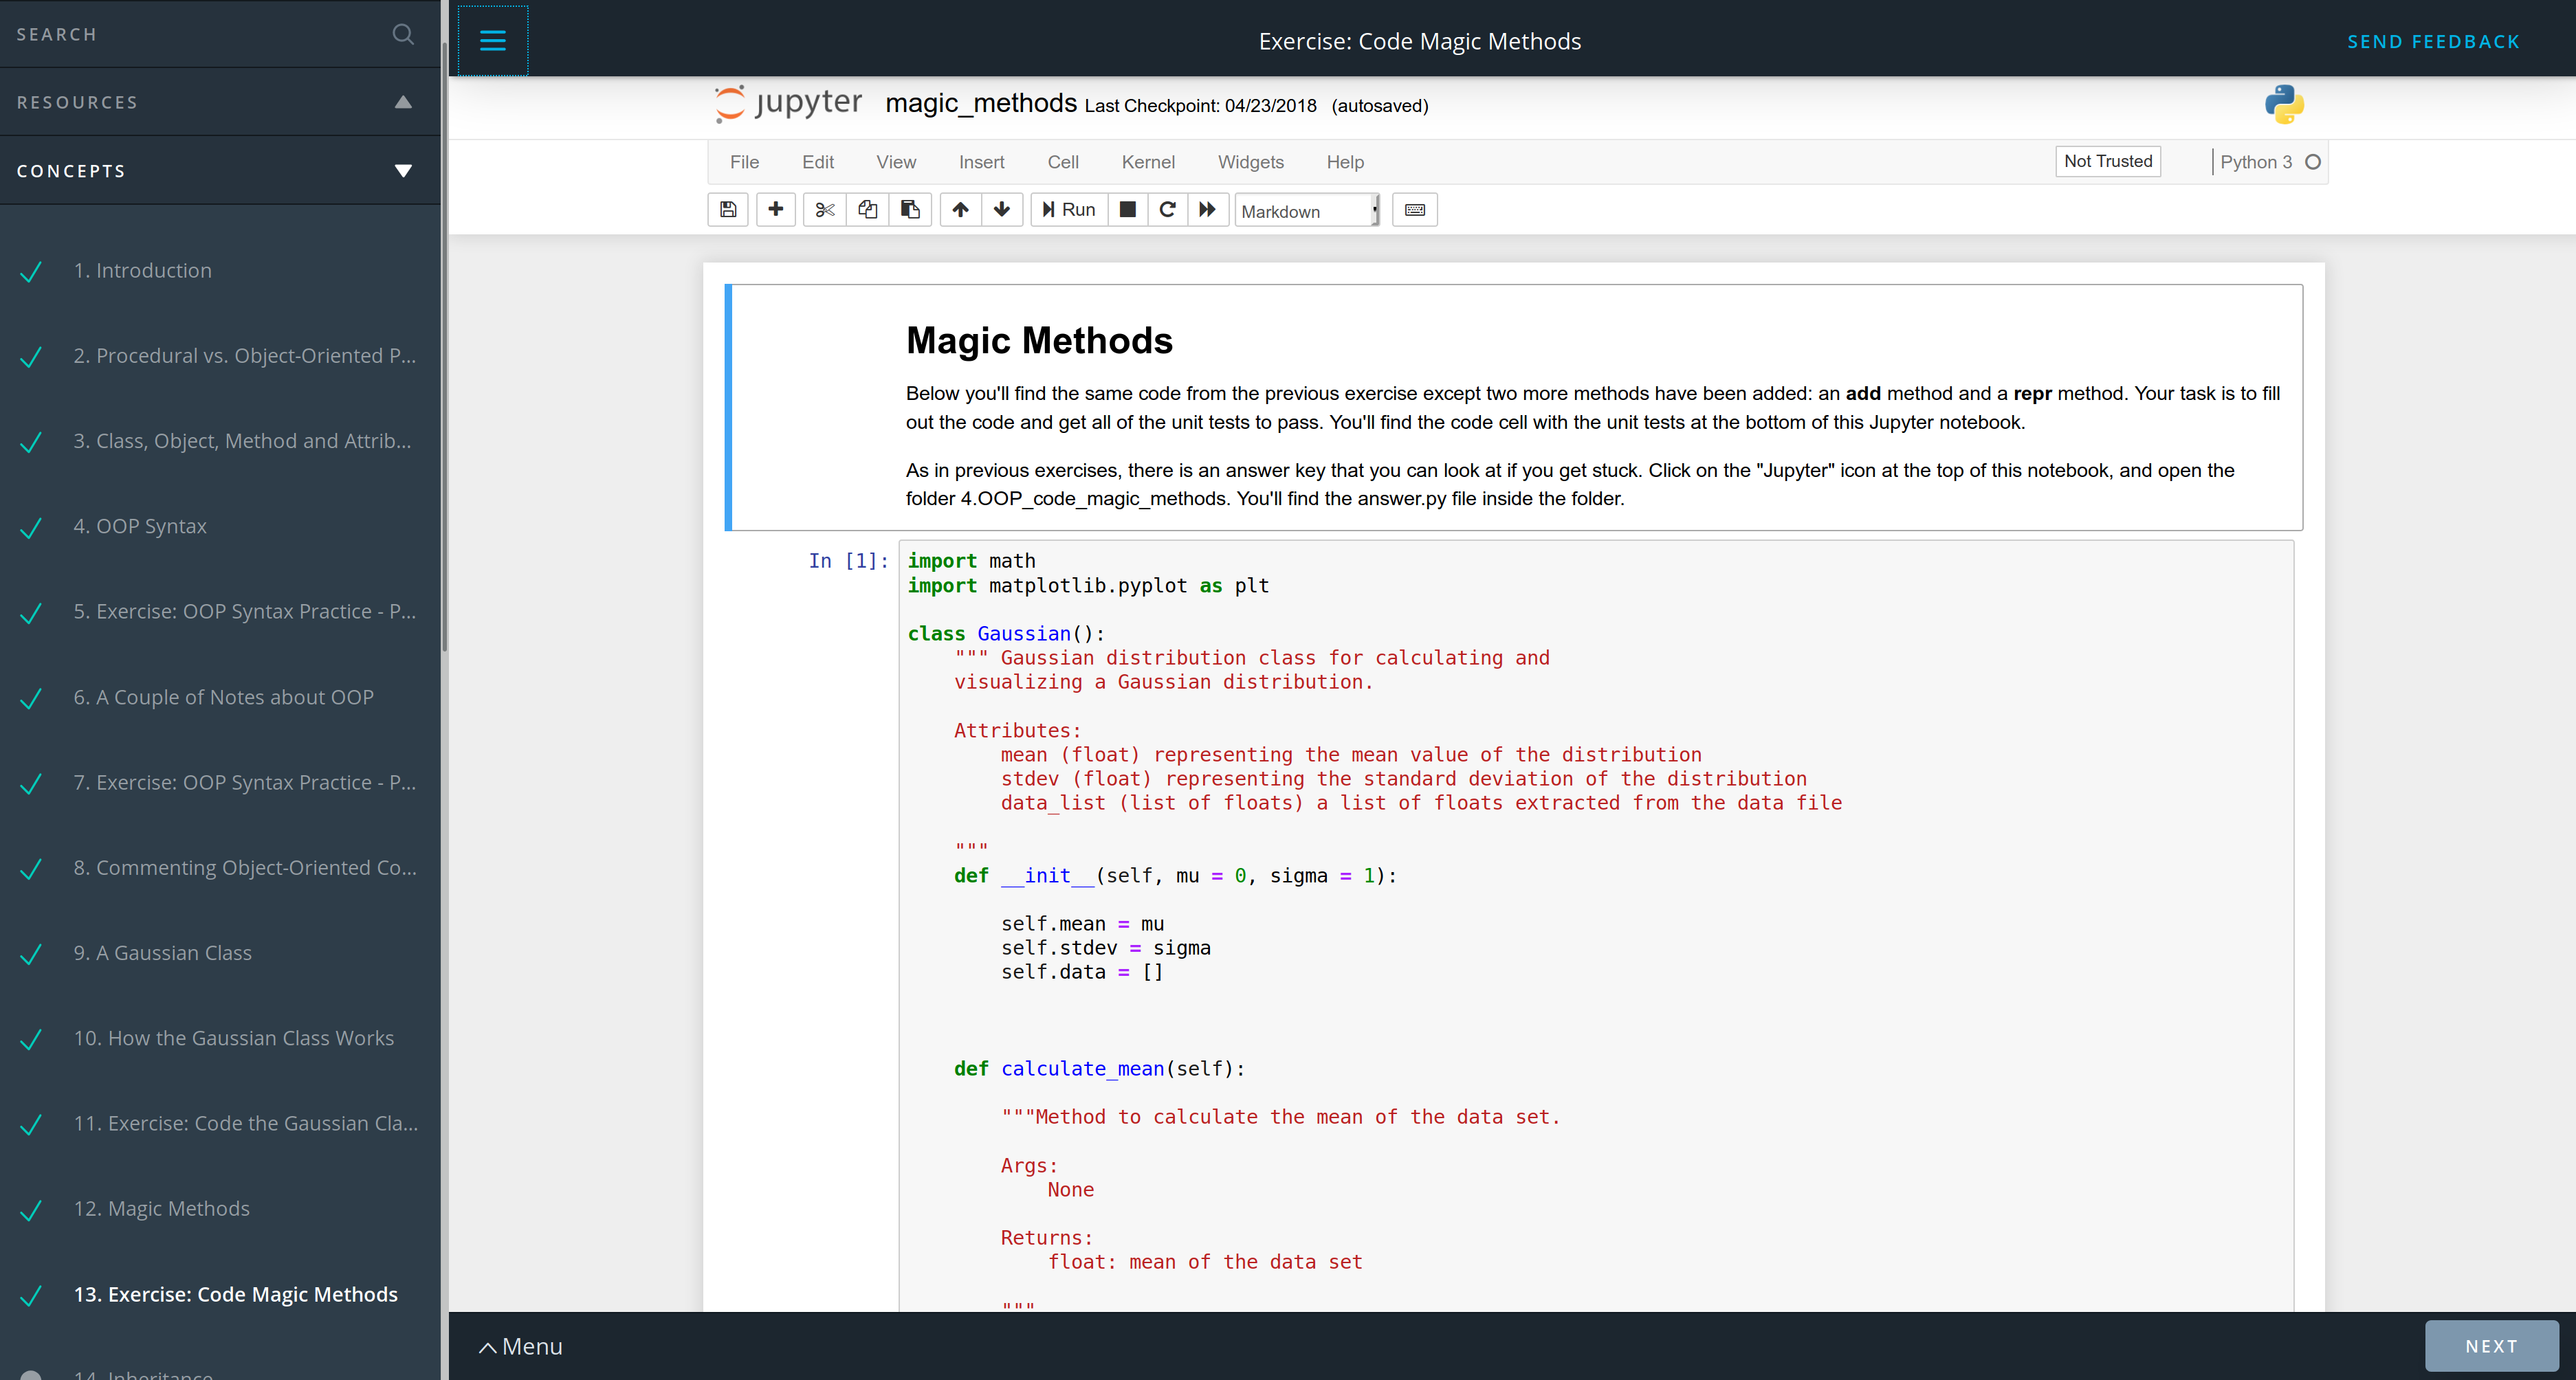 SEARCH
RESOURCES
CONCEPTS
1. Introduction
2. Procedural vs. Object-Oriented P...
3. Class, Object, Method and Attrib...
4. OOP Syntax
5. Exercise: OOP Syntax Practice - P...
6. A Couple of Notes about OOP
7. Exercise: OOP Syntax Practice - P...
8. Commenting Object-Oriented Co...
9. A Gaussian Class
10. How the Gaussian Class Works
11. Exercise: Code the Gaussian Cla...
12. Magic Methods
13. Exercise: Code Magic Methods
14. Inheritance
Exercise: Code Magic Methods
SEND FEEDBACK
jupyter magic_methods Last Checkpoint: 04/23/2018 (autosaved)
File Edit View Insert Cell Kernel Widgets Help Not Trusted Python 3
Run Markdown
Magic Methods
Below you'll find the same code from the previous exercise except two more methods have been added: an add method and a repr method. Your task is to fill
out the code and get all of the unit tests to pass. You'll find the code cell with the unit tests at the bottom of this Jupyter notebook.
As in previous exercises, there is an answer key that you can look at if you get stuck. Click on the "Jupyter" icon at the top of this notebook, and open the
folder 4.OOP_code_magic_methods. You'll find the answer.py file inside the folder.
In [1]: import math
import matplotlib.pyplot as plt
class Gaussian():
""" Gaussian distribution class for calculating and
visualizing a Gaussian distribution.
Attributes:
mean (float) representing the mean value of the distribution
stdev (float) representing the standard deviation of the distribution
data_list (list of floats) a list of floats extracted from the data file
"""
def __init__(self, mu = 0, sigma = 1):
self.mean = mu
self.stdev = sigma
self.data = []
def calculate_mean(self):
"""Method to calculate the mean of the data set.
Args:
None
Returns:
float: mean of the data set
"""
Menu
NEXT